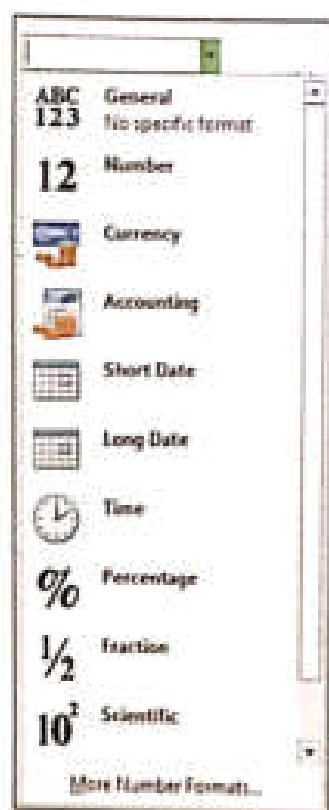 ABC
123
General
No specific format
12
Number
Currency
Accounting
Short Date
Long Date
Time
%
Percentage
1/2
Fraction
10²
Scientific
More Number Formats...